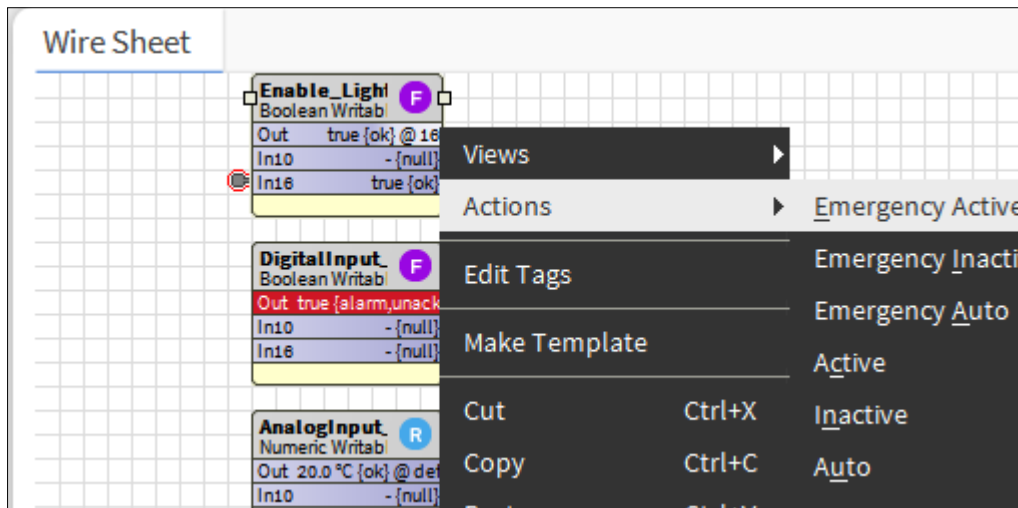 Wire Sheet
Enable_Light
F
Boolean Writabl
Out true {ok} @ 16
In10 - {null}
In16 true {ok}
DigitalInput_
F
Boolean Writabl
Out true {alarm,unack
In10 - {null}
In16 - {null}
AnalogInput_
R
Numeric Writabl
Out 20.0 °C {ok} @ def
In10 - {null}
Views
Actions
Edit Tags
Make Template
Cut Ctrl+X
Copy Ctrl+C
Emergency Active
Emergency Inacti
Emergency Auto
Active
Inactive
Auto